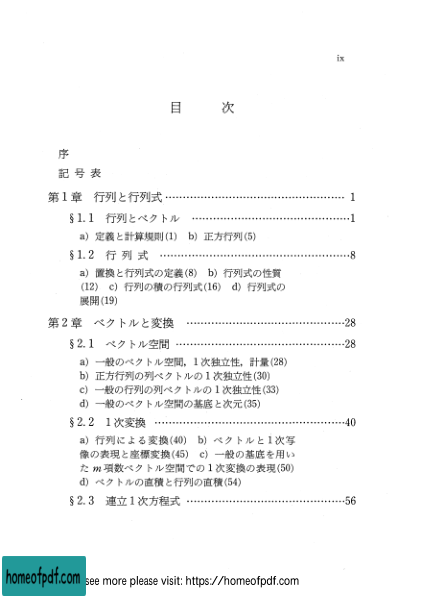 ix
目 次
序
記 号 表
第1章 行列と行列式 …………………………………………… 1
§1.1 行列とベクトル ……………………………………1
a) 定義と計算規則(1) b) 正方行列(5)
§1.2 行 列 式 ……………………………………………8
a) 置換と行列式の定義(8) b) 行列式の性質
(12) c) 行列の積の行列式(16) d) 行列式の
展開(19)
第2章 ベクトルと変換 ……………………………………28
§2.1 ベクトル空間 ………………………………………28
a) 一般のベクトル空間，1次独立性，計量(28)
b) 正方行列の列ベクトルの1次独立性(30)
c) 一般の行列の列ベクトルの1次独立性(33)
d) 一般のベクトル空間の基底と次元(35)
§2.2 1次変換 ……………………………………………40
a) 行列による変換(40) b) ベクトルと1次写
像の表現と座標変換(45) c) 一般の基底を用い
た m 項数ベクトル空間での1次変換の表現(50)
d) ベクトルの直積と行列の直積(54)
§2.3 連立1次方程式 ……………………………………56
homeofpdf.com
see more please visit: https://homeofpdf.com